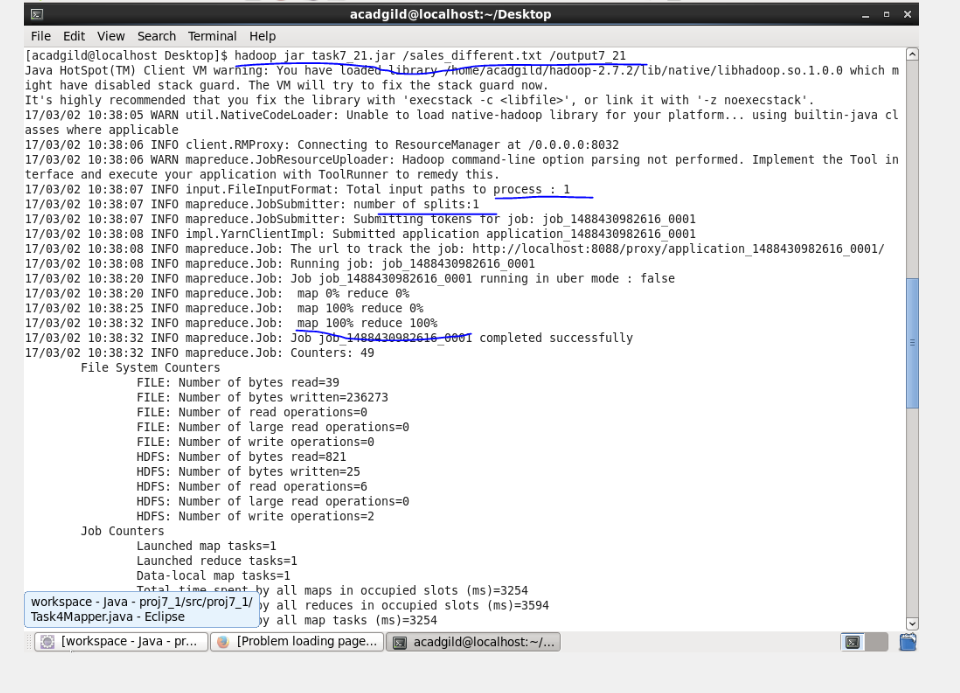 acadgild@localhost:~/Desktop
File Edit View Search Terminal Help
[acadgild@localhost Desktop]$ hadoop jar task7_21.jar /sales_different.txt /output7_21
Java HotSpot(TM) Client VM warning: You have loaded library /home/acadgild/hadoop-2.7.2/lib/native/libhadoop.so.1.0.0 which m
ight have disabled stack guard. The VM will try to fix the stack guard now.
It's highly recommended that you fix the library with 'execstack -c <libfile>', or link it with '-z noexecstack'.
17/03/02 10:38:05 WARN util.NativeCodeLoader: Unable to load native-hadoop library for your platform... using builtin-java cl
asses where applicable
17/03/02 10:38:06 INFO client.RMProxy: Connecting to ResourceManager at /0.0.0.0:8032
17/03/02 10:38:06 WARN mapreduce.JobResourceUploader: Hadoop command-line option parsing not performed. Implement the Tool in
terface and execute your application with ToolRunner to remedy this.
17/03/02 10:38:07 INFO input.FileInputFormat: Total input paths to process : 1
17/03/02 10:38:07 INFO mapreduce.JobSubmitter: number of splits:1
17/03/02 10:38:07 INFO mapreduce.JobSubmitter: Submitting tokens for job: job_1488430982616_0001
17/03/02 10:38:08 INFO impl.YarnClientImpl: Submitted application application_1488430982616_0001
17/03/02 10:38:08 INFO mapreduce.Job: The url to track the job: http://localhost:8088/proxy/application_1488430982616_0001/
17/03/02 10:38:08 INFO mapreduce.Job: Running job: job_1488430982616_0001
17/03/02 10:38:20 INFO mapreduce.Job: Job job_1488430982616_0001 running in uber mode : false
17/03/02 10:38:20 INFO mapreduce.Job:  map 0% reduce 0%
17/03/02 10:38:25 INFO mapreduce.Job:  map 100% reduce 0%
17/03/02 10:38:32 INFO mapreduce.Job:  map 100% reduce 100%
17/03/02 10:38:32 INFO mapreduce.Job: Job job_1488430982616_0001 completed successfully
17/03/02 10:38:32 INFO mapreduce.Job: Counters: 49
File System Counters
FILE: Number of bytes read=39
FILE: Number of bytes written=236273
FILE: Number of read operations=0
FILE: Number of large read operations=0
FILE: Number of write operations=0
HDFS: Number of bytes read=821
HDFS: Number of bytes written=25
HDFS: Number of read operations=6
HDFS: Number of large read operations=0
HDFS: Number of write operations=2
Job Counters
Launched map tasks=1
Launched reduce tasks=1
Data-local map tasks=1
Total time spent by all maps in occupied slots (ms)=3254
by all reduces in occupied slots (ms)=3594
by all map tasks (ms)=3254
workspace - Java - proj7_1/src/proj7_1/
Task4Mapper.java - Eclipse
[workspace - Java - pr...
[Problem loading page...
acadgild@localhost:~/...